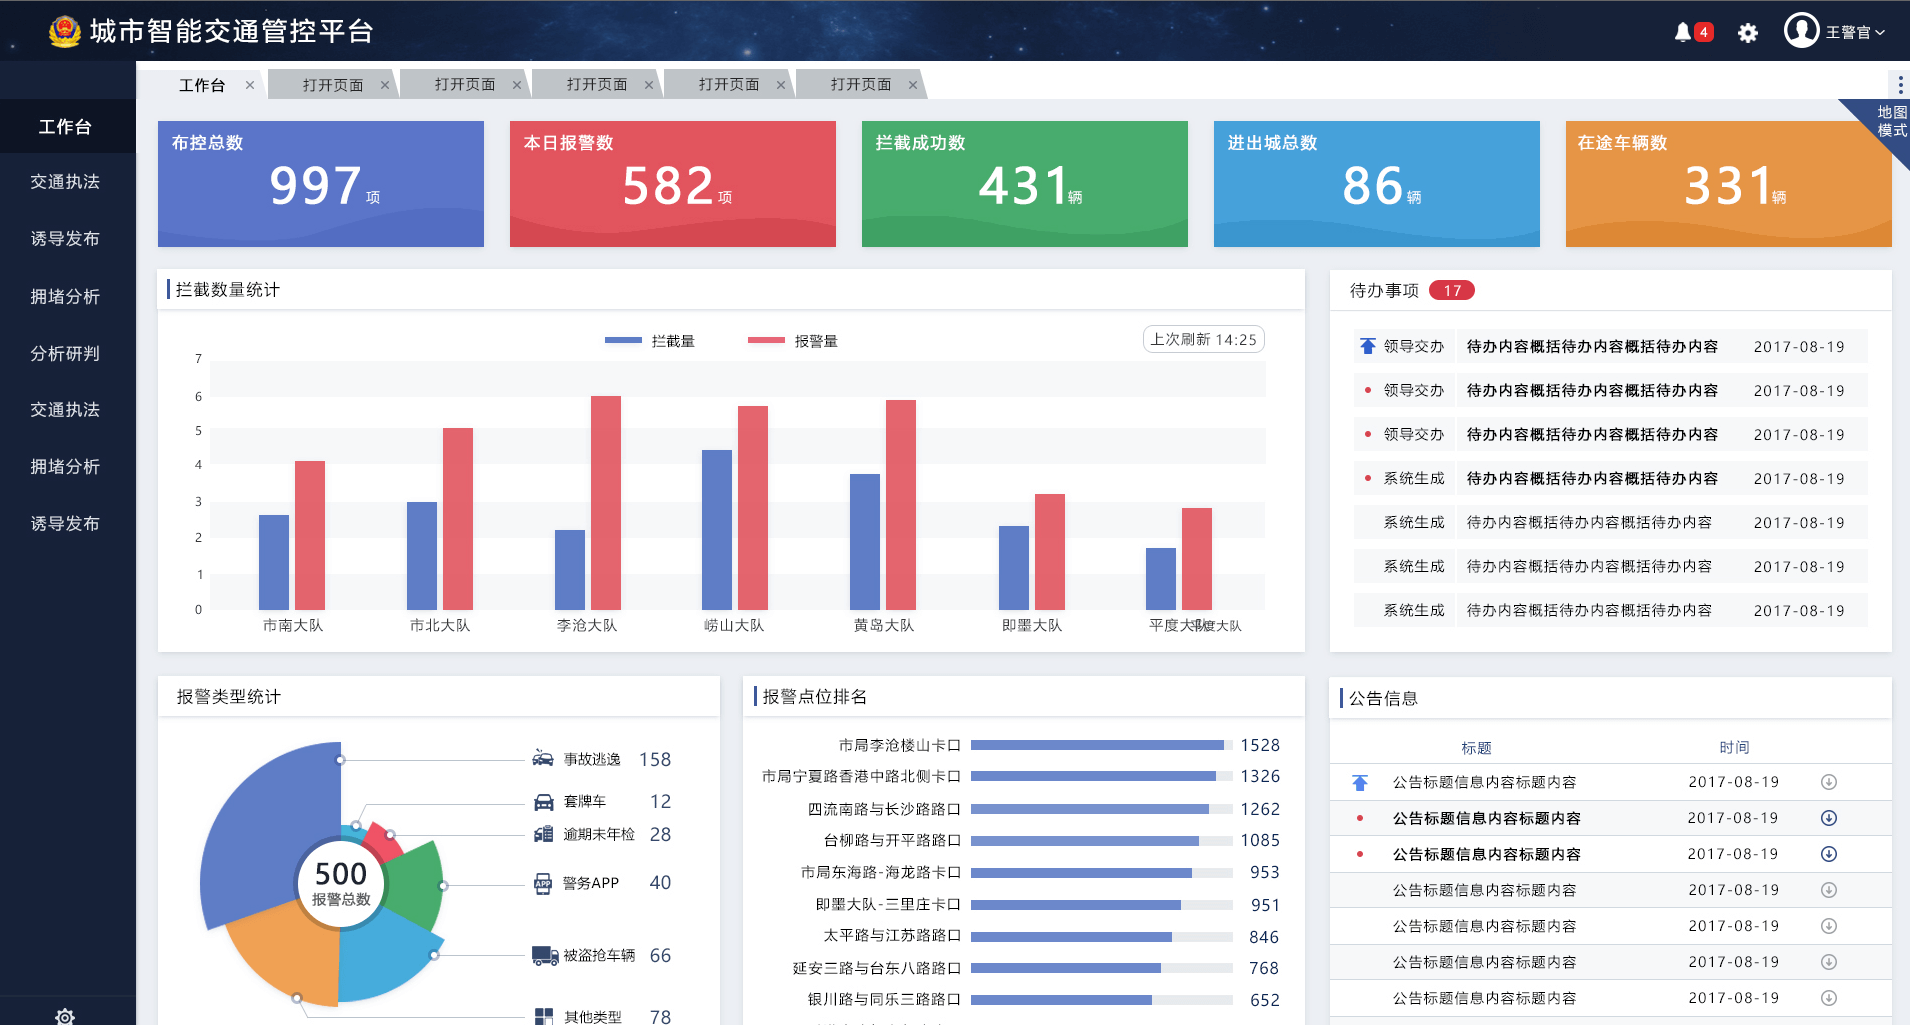 城市智能交通管控平台
4
王警官
工作台 × 打开页面 × 打开页面 × 打开页面 × 打开页面 × 打开页面 ×
地图
模式
工作台
交通执法
诱导发布
拥堵分析
分析研判
交通执法
拥堵分析
诱导发布
布控总数
997 项
本日报警数
582 项
拦截成功数
431 辆
进出城总数
86 辆
在途车辆数
331 辆
拦截数量统计
拦截量 报警量
上次刷新 14:25
7
6
5
4
3
2
1
0
市南大队 市北大队 李沧大队 崂山大队 黄岛大队 即墨大队 平度大队 平度大队
待办事项 17
领导交办 待办内容概括待办内容概括待办内容 2017-08-19
领导交办 待办内容概括待办内容概括待办内容 2017-08-19
领导交办 待办内容概括待办内容概括待办内容 2017-08-19
系统生成 待办内容概括待办内容概括待办内容 2017-08-19
系统生成 待办内容概括待办内容概括待办内容 2017-08-19
系统生成 待办内容概括待办内容概括待办内容 2017-08-19
系统生成 待办内容概括待办内容概括待办内容 2017-08-19
报警类型统计
500
报警总数
事故逃逸 158
套牌车 12
逾期未年检 28
APP 警务APP 40
被盗抢车辆 66
其他类型 78
报警点位排名
市局李沧楼山卡口 1528
市局宁夏路香港中路北侧卡口 1326
四流南路与长沙路路口 1262
台柳路与开平路路口 1085
市局东海路-海龙路卡口 953
即墨大队-三里庄卡口 951
太平路与江苏路路口 846
延安三路与台东八路路口 768
银川路与同乐三路路口 652
公告信息
标题 时间
公告标题信息内容标题内容 2017-08-19
公告标题信息内容标题内容 2017-08-19
公告标题信息内容标题内容 2017-08-19
公告标题信息内容标题内容 2017-08-19
公告标题信息内容标题内容 2017-08-19
公告标题信息内容标题内容 2017-08-19
公告标题信息内容标题内容 2017-08-19